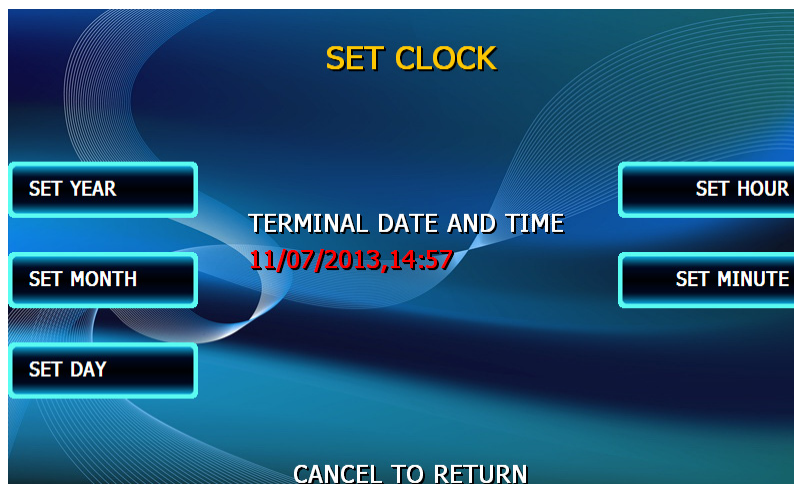 SET CLOCK
SET YEAR
SET HOUR
TERMINAL DATE AND TIME
11/07/2013,14:57
SET MONTH
SET MINUTE
SET DAY
CANCEL TO RETURN